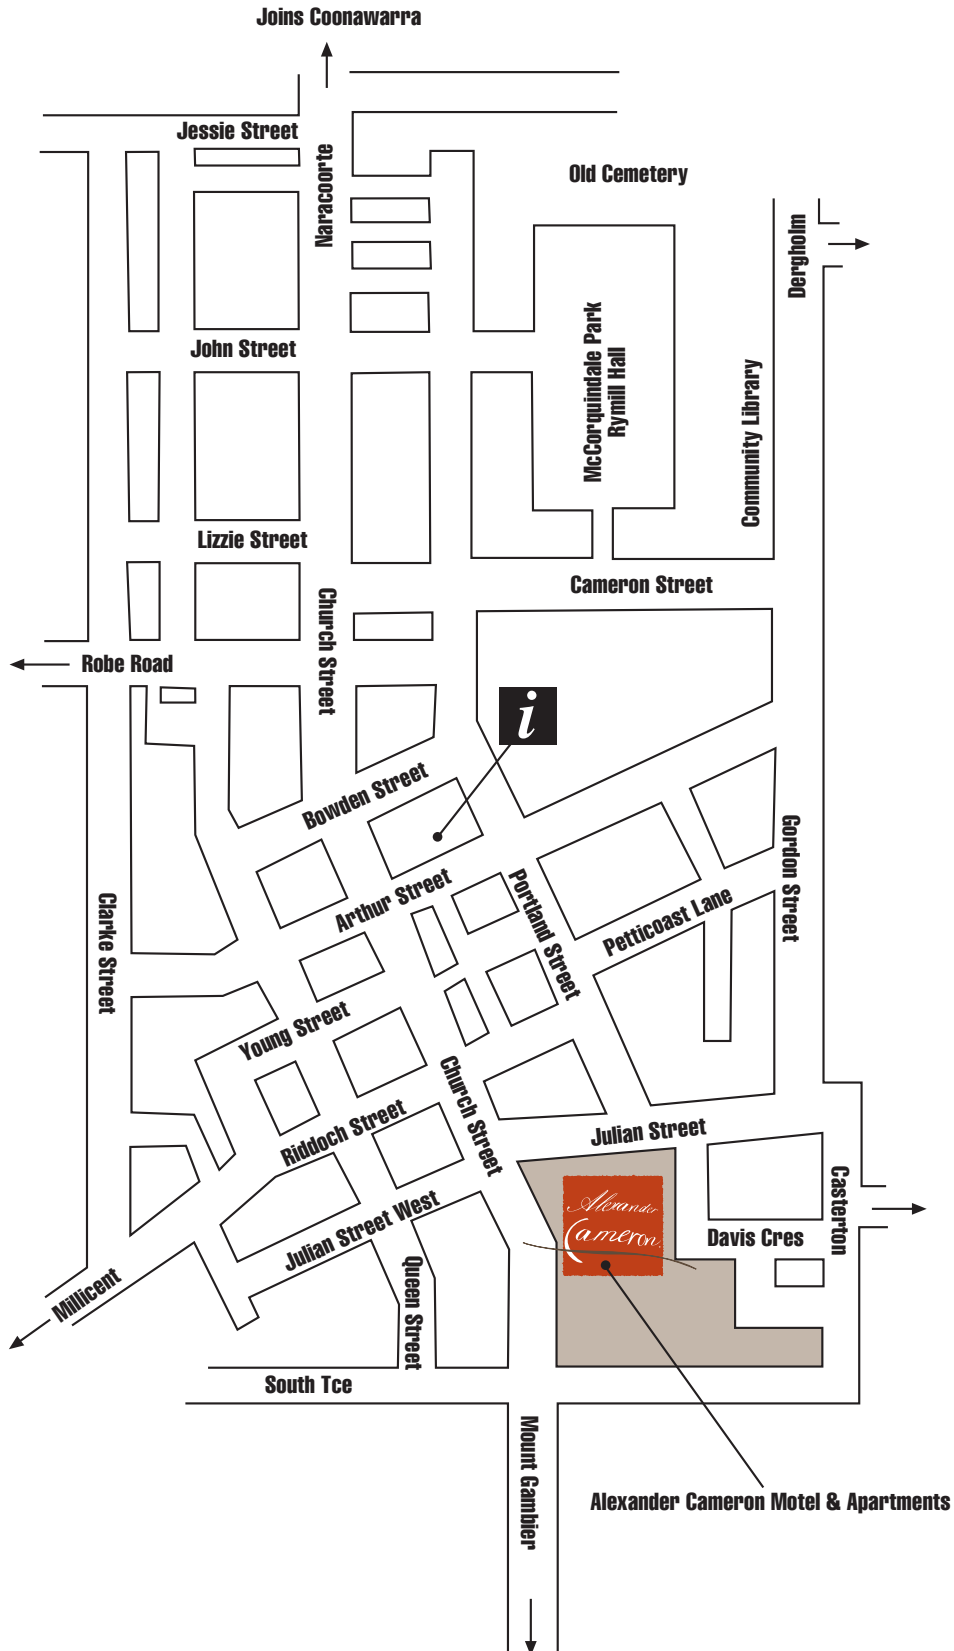 Joins Coonawarra
Jessie Street
Naracoorte
Old Cemetery
Dergholm
John Street
McCorquindale Park
Rymill Hall
Community Library
Lizzie Street
Cameron Street
Church Street
Robe Road
i
Bowden Street
Gordon Street
Arthur Street
Portland Street
Petticoast Lane
Clarke Street
Young Street
Church Street
Riddoch Street
Julian Street
Casterton
Julian Street West
Alexander
Cameron
Davis Cres
Queen Street
Millicent
South Tce
Mount Gambier
Alexander Cameron Motel & Apartments